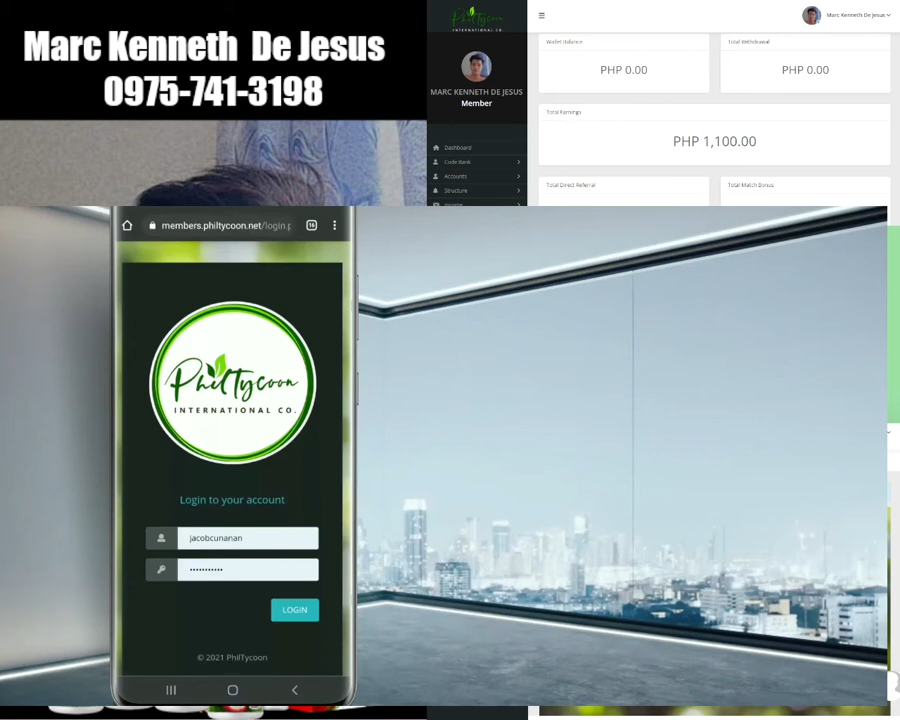 Marc Kenneth De Jesus
0975-741-3198
PhilTycoon
INTERNATIONAL CO.
MARC KENNETH DE JESUS
Member
Dashboard
Code Bank
Accounts
Structure
Marc Kenneth De Jesus
Wallet Balance
PHP 0.00
Total Withdrawal
PHP 0.00
Total Earnings
PHP 1,100.00
Total Direct Referral
Total Match Bonus
members.philtycoon.net/login.p
16
PhilTycoon
INTERNATIONAL CO.
Login to your account
jacobcunanan
•••••••••••
LOGIN
© 2021 PhilTycoon